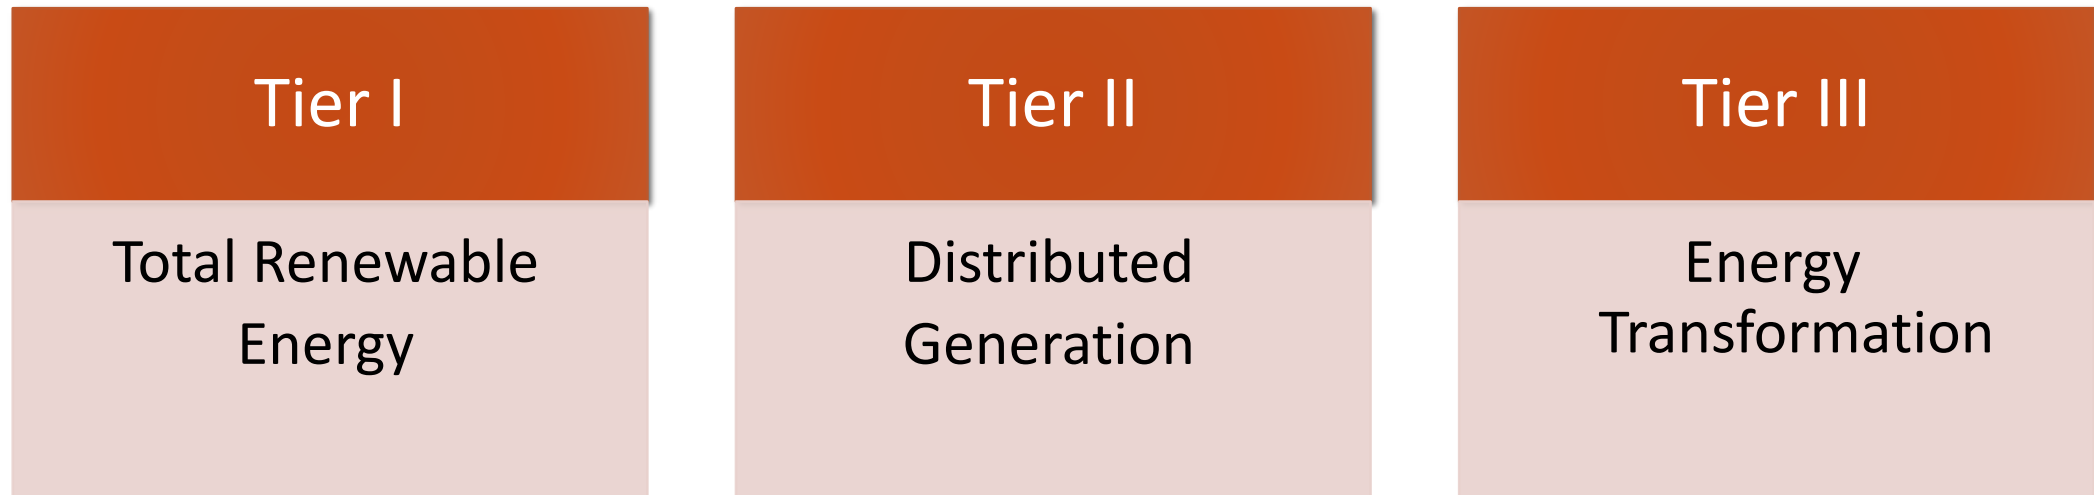 Tier I
Total Renewable
Energy
Tier II
Distributed
Generation
Tier III
Energy
Transformation